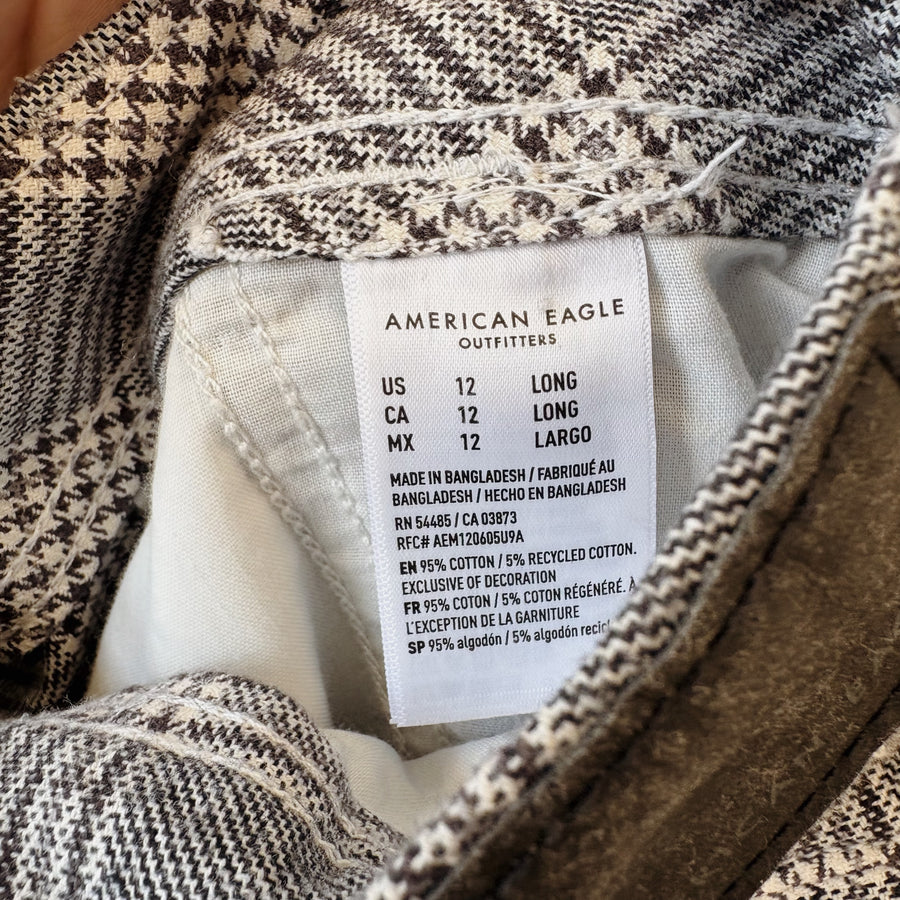 AMERICAN EAGLE
OUTFITTERS
US 12 LONG
CA 12 LONG
MX 12 LARGO
MADE IN BANGLADESH / FABRIQUÉ AU
BANGLADESH / HECHO EN BANGLADESH
RN 54485 / CA 03873
RFC# AEM120605U9A
EN 95% COTTON / 5% RECYCLED COTTON.
EXCLUSIVE OF DECORATION
FR 95% COTON / 5% COTON RÉGÉNÉRÉ. À
L'EXCEPTION DE LA GARNITURE
SP 95% algodón / 5% algodón